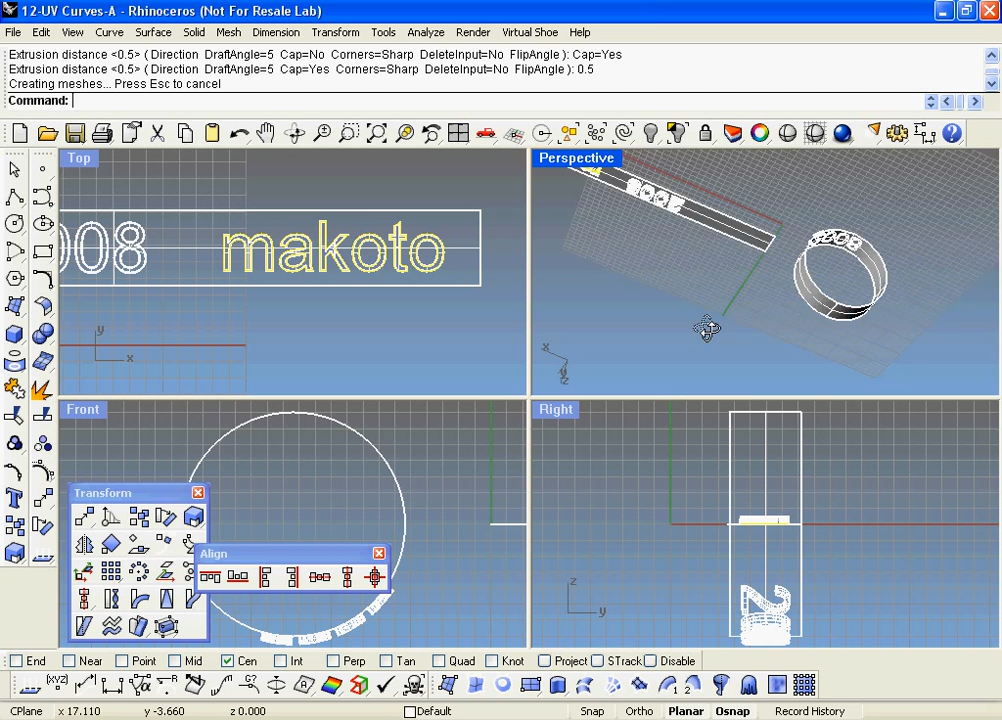 12-UV Curves-A - Rhinoceros (Not For Resale Lab)
File Edit View Curve Surface Solid Mesh Dimension Transform Tools Analyze Render Virtual Shoe Help
Extrusion distance <0.5> ( Direction DraftAngle=5 Cap=No Corners=Sharp DeleteInput=No FlipAngle ): Cap=Yes
Extrusion distance <0.5> ( Direction DraftAngle=5 Cap=Yes Corners=Sharp DeleteInput=No FlipAngle ): 0.5
Creating meshes... Press Esc to cancel
Command:
Top
Perspective
008 makoto
2008
y
x
x
y
z
Front
Right
Transform
Align
2
z
y
End Near Point Mid Cen Int Perp Tan Quad Knot Project STrack Disable
CPlane x 17.110 y -3.660 z 0.000 Default Snap Ortho Planar Osnap Record History